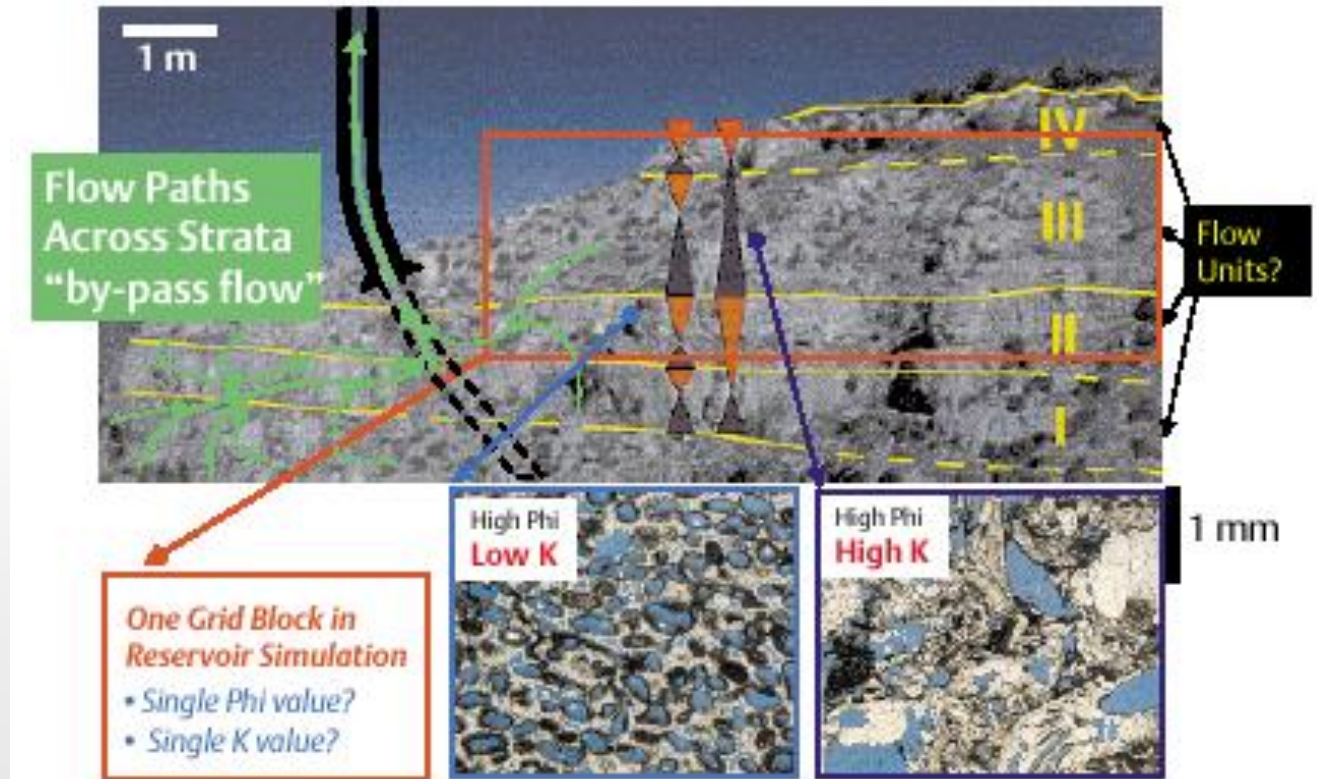 1 m
Flow Paths
Across Strata
“by-pass flow”
IV
III
II
I
Flow
Units?
High Phi
Low K
High Phi
High K
1 mm
One Grid Block in
Reservoir Simulation
• Single Phi value?
• Single K value?